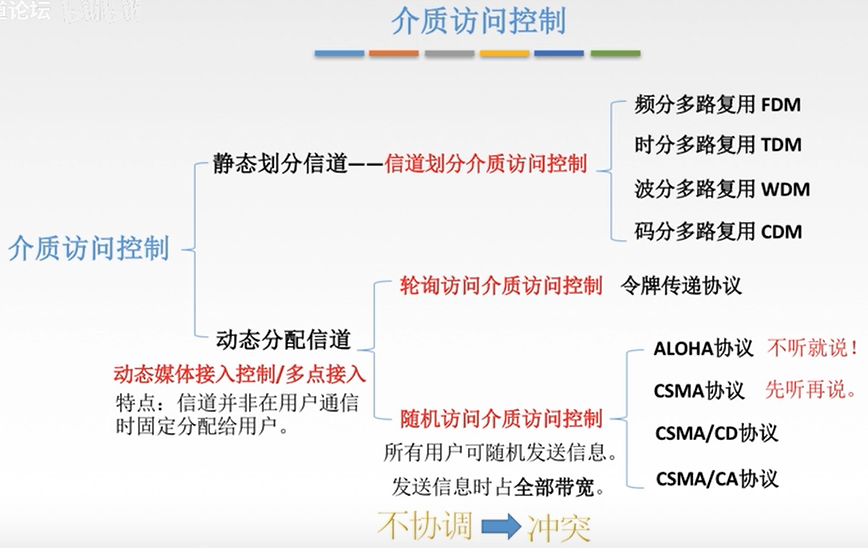 道论坛
介质访问控制
频分多路复用 FDM
静态划分信道——信道划分介质访问控制
时分多路复用 TDM
波分多路复用 WDM
码分多路复用 CDM
介质访问控制
轮询访问介质访问控制 令牌传递协议
动态分配信道
动态媒体接入控制/多点接入
特点：信道并非在用户通信
时固定分配给用户。
ALOHA协议 不听就说！
CSMA协议 先听再说。
随机访问介质访问控制
CSMA/CD协议
所有用户可随机发送信息。
CSMA/CA协议
发送信息时占全部带宽。
不协调 冲突